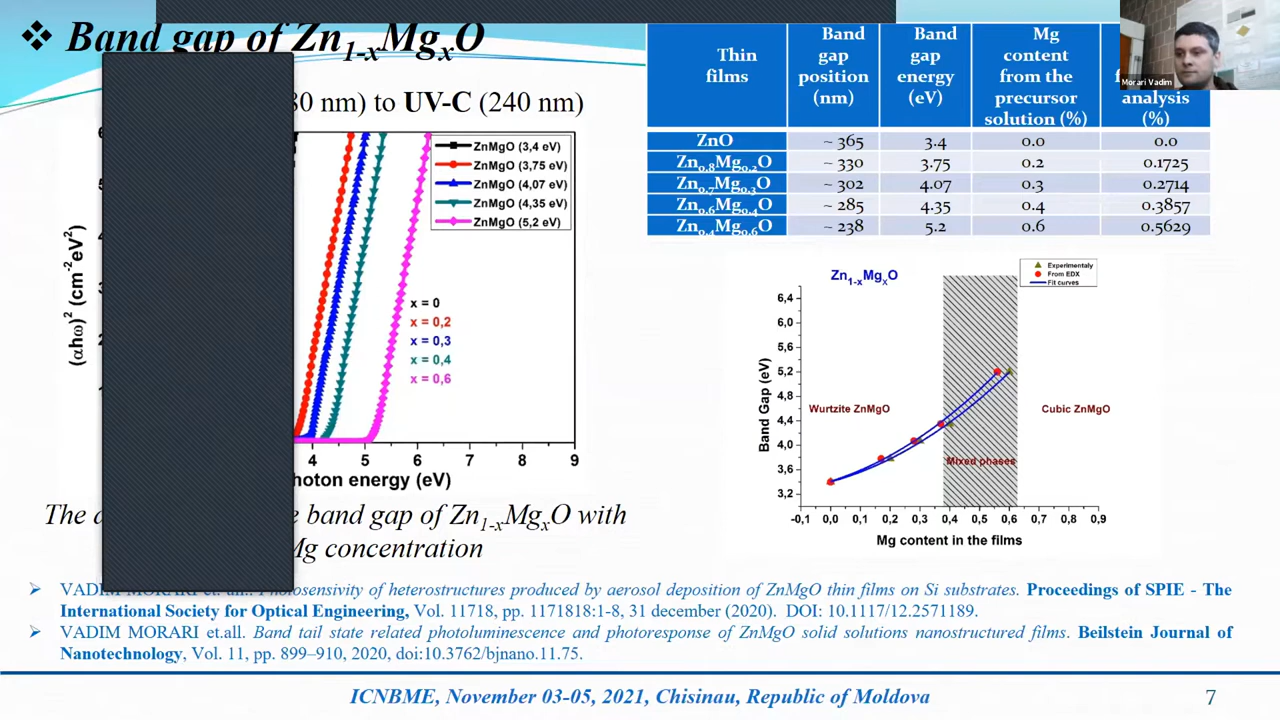 ❖ Band gap of Zn1-xMgxO
80 nm) to UV-C (240 nm)
ZnMgO (3,4 eV)
ZnMgO (3,75 eV)
ZnMgO (4,07 eV)
ZnMgO (4,35 eV)
ZnMgO (5,2 eV)
x = 0
x = 0,2
x = 0,3
x = 0,4
x = 0,6
(αhω)2 (cm-2eV2)
4 5 6 7 8 9
hoton energy (eV)
The band gap of Zn1-xMgxO with
Mg concentration
Thin films Band gap position (nm) Band gap energy (eV) Mg content from the precursor solution (%) analysis (%)
ZnO ~ 365 3.4 0.0 0.0
Zn0.8Mg0.2O ~ 330 3.75 0.2 0.1725
Zn0.7Mg0.3O ~ 302 4.07 0.3 0.2714
Zn0.6Mg0.4O ~ 285 4.35 0.4 0.3857
Zn0.4Mg0.6O ~ 238 5.2 0.6 0.5629
Morari Vadim
Zn1-xMgxO
Experimentaly
From EDX
Fit curves
6,4
6,0
5,6
5,2
4,8
4,4
4,0
3,6
3,2
Band Gap (eV)
Wurtzite ZnMgO
Mixed phases
Cubic ZnMgO
-0,1 0,0 0,1 0,2 0,3 0,4 0,5 0,6 0,7 0,8 0,9
Mg content in the films
➢ VADIM MORARI et. all.. Photosensivity of heterostructures produced by aerosol deposition of ZnMgO thin films on Si substrates. Proceedings of SPIE - The
International Society for Optical Engineering, Vol. 11718, pp. 1171818:1-8, 31 december (2020). DOI: 10.1117/12.2571189.
➢ VADIM MORARI et.all. Band tail state related photoluminescence and photoresponse of ZnMgO solid solutions nanostructured films. Beilstein Journal of
Nanotechnology, Vol. 11, pp. 899–910, 2020, doi:10.3762/bjnano.11.75.
ICNBME, November 03-05, 2021, Chisinau, Republic of Moldova
7